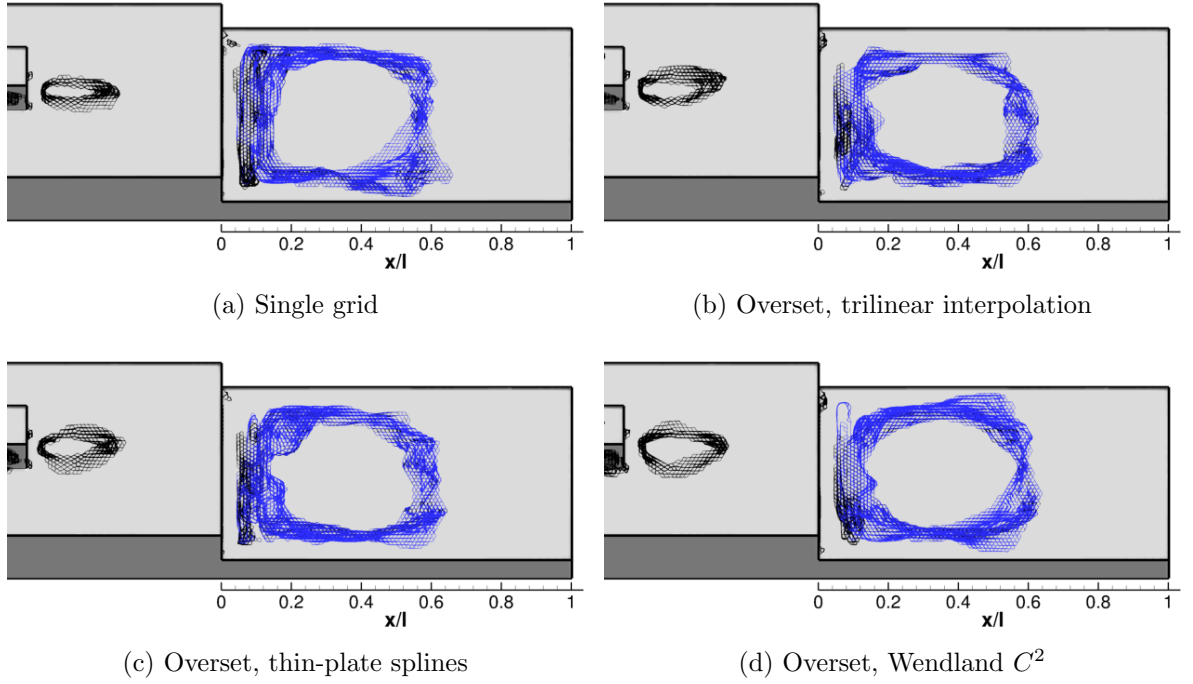 0 0.2 0.4 0.6 0.8 1
x/l
(a) Single grid
0 0.2 0.4 0.6 0.8 1
x/l
(b) Overset, trilinear interpolation
0 0.2 0.4 0.6 0.8 1
x/l
(c) Overset, thin-plate splines
0 0.2 0.4 0.6 0.8 1
x/l
(d) Overset, Wendland C²